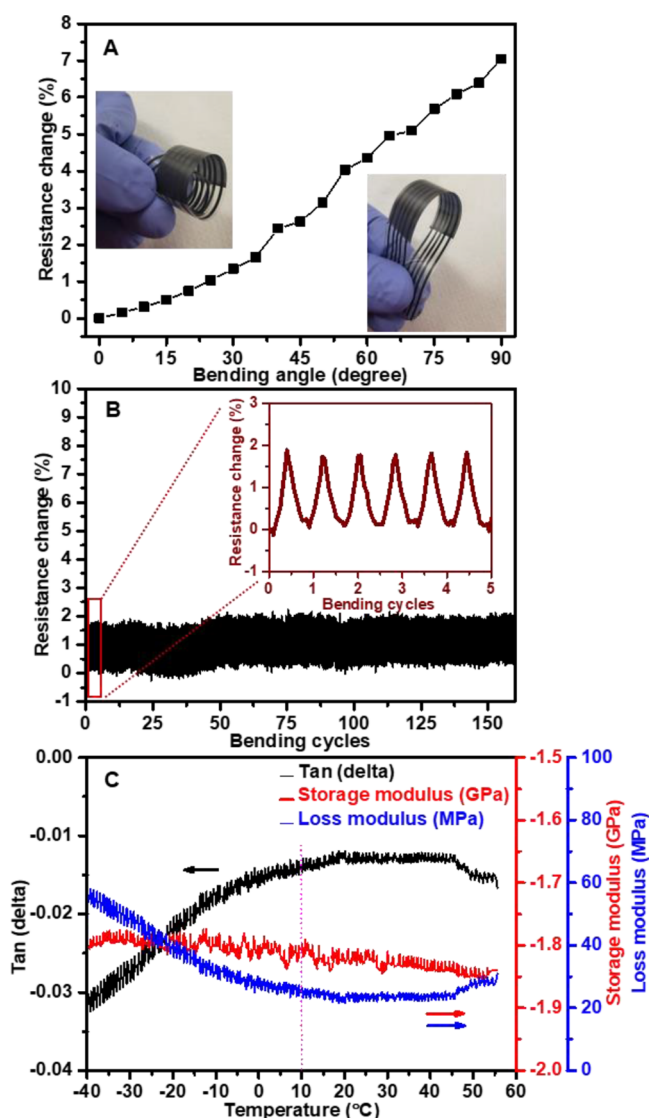 A
Resistance change (%)
8
7
6
5
4
3
2
1
0
0 15 30 45 60 75 90
Bending angle (degree)
B
Resistance change (%)
10
9
8
7
6
5
4
3
2
1
0
-1
0 25 50 75 100 125 150
Bending cycles
Resistance change (%)
3
2
1
0
-1
0 1 2 3 4 5
Bending cycles
C
Tan (delta)
Storage modulus (GPa)
Loss modulus (MPa)
Tan (delta)
0.00
-0.01
-0.02
-0.03
-0.04
-40 -30 -20 -10 0 10 20 30 40 50 60
Temperature (°C)
-1.5
-1.6
-1.7
-1.8
-1.9
-2.0
Storage modulus (GPa)
100
80
60
40
20
0
Loss modulus (MPa)